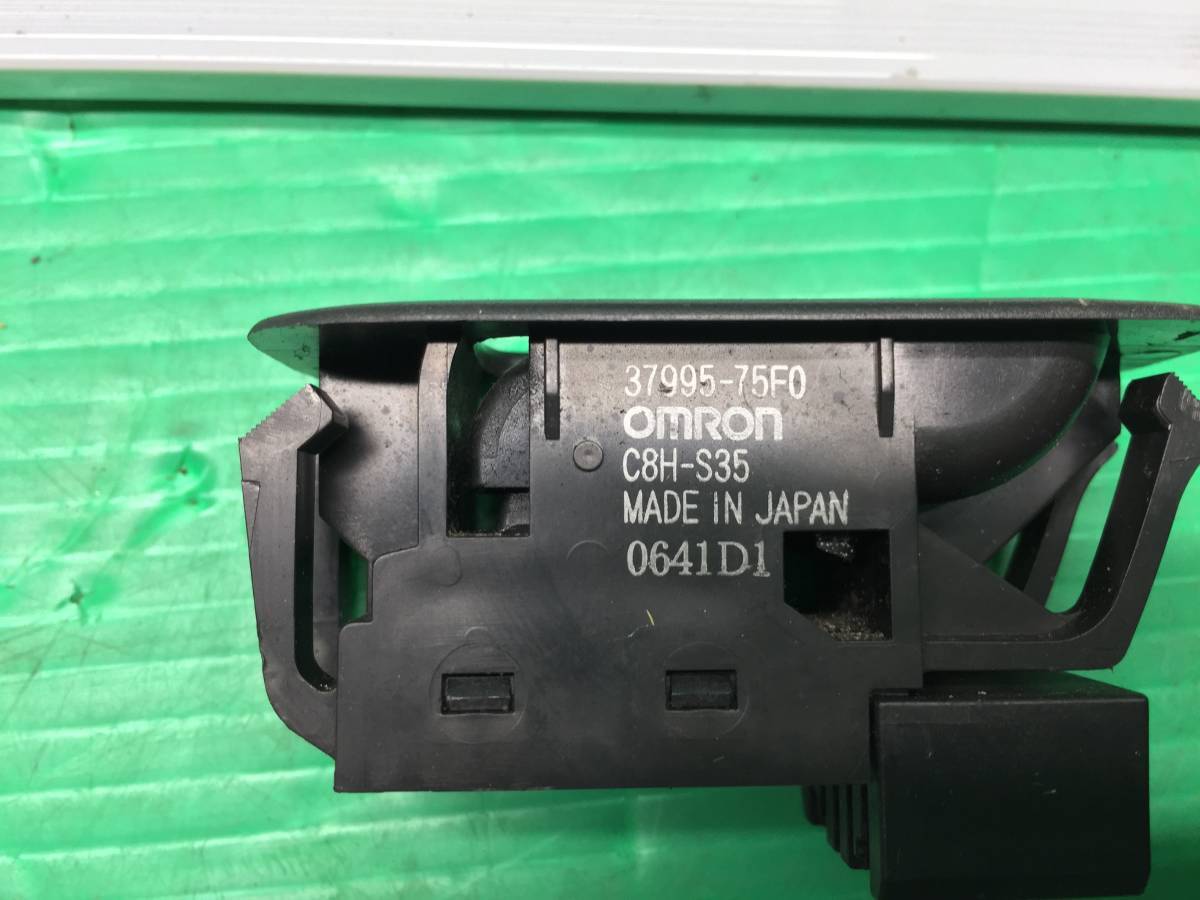 37995-75F0
OMRON
C8H-S35
MADE IN JAPAN
0641D1